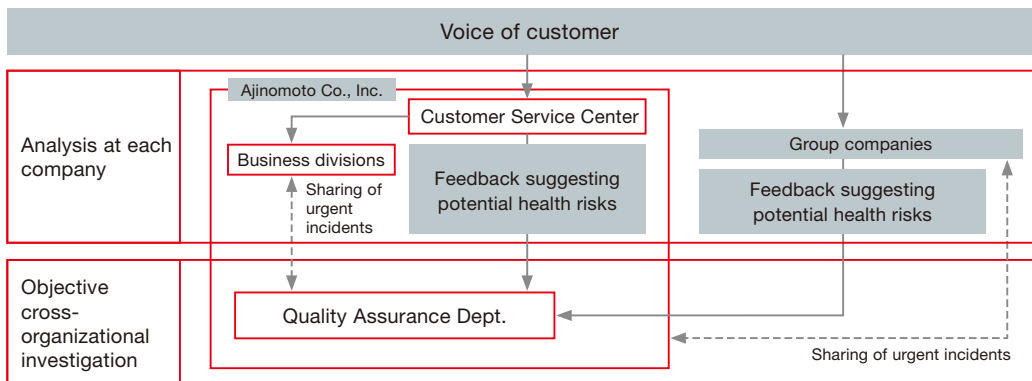 Voice of customer
Analysis at each
company
Ajinomoto Co., Inc.
Customer Service Center
Business divisions
Sharing of
urgent
incidents
Feedback suggesting
potential health risks
Group companies
Feedback suggesting
potential health risks
Objective
cross-
organizational
investigation
Quality Assurance Dept.
Sharing of urgent incidents